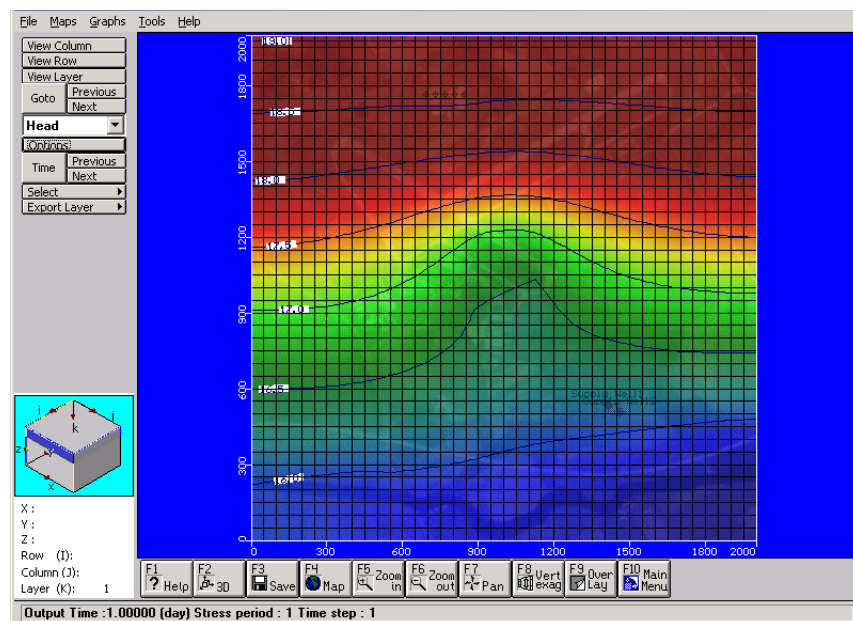 File Maps Graphs Tools Help
View Column
View Row
View Layer
Goto Previous
Next
Head
Options
Time Previous
Next
Select
Export Layer
2000
1800
1500
1200
900
600
300
0
19.0
18.5
18.0
17.5
17.0
16.5
16.0
Supply Well
0 300 600 900 1200 1500 1800 2000
i j
k
z
y
x
X :
Y :
Z :
Row (I):
Column (J):
Layer (K): 1
F1 ? Help
F2 3D
F3 Save
F4 Map
F5 Zoom in
F6 Zoom out
F7 Pan
F8 Vert exag
F9 Over Lay
F10 Main Menu
Output Time :1.00000 (day) Stress period : 1 Time step : 1